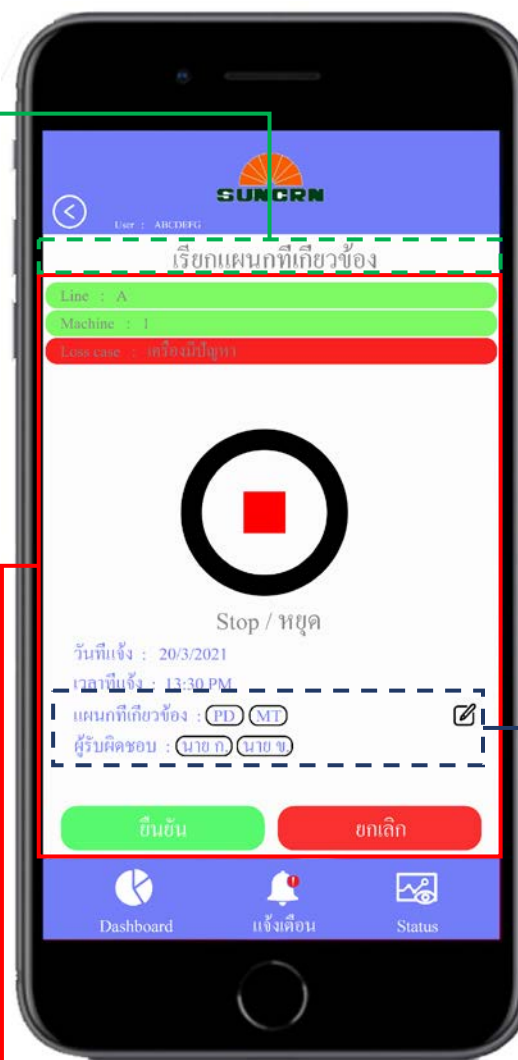 SUNCRN
User : ABCDEFG
เรียกแผนกที่เกี่ยวข้อง
Line : A
Machine : 1
Loss case : เครื่องมีปัญหา
Stop / หยุด
วันที่แจ้ง : 20/3/2021
เวลาที่แจ้ง : 13:30 PM
แผนกที่เกี่ยวข้อง : PD MT
ผู้รับผิดชอบ : นาย ก. นาย ข.
ยืนยัน ยกเลิก
Dashboard แจ้งเตือน Status